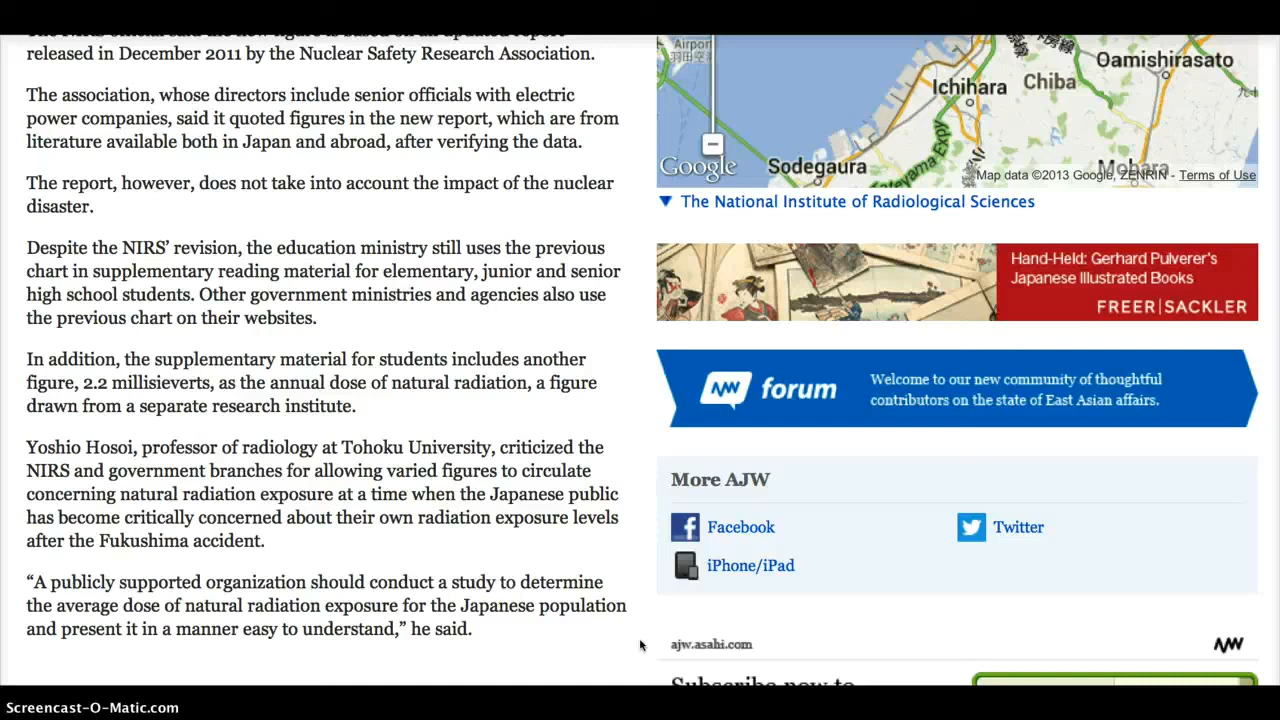 released in December 2011 by the Nuclear Safety Research Association.
The association, whose directors include senior officials with electric
power companies, said it quoted figures in the new report, which are from
literature available both in Japan and abroad, after verifying the data.
The report, however, does not take into account the impact of the nuclear
disaster.
Despite the NIRS’ revision, the education ministry still uses the previous
chart in supplementary reading material for elementary, junior and senior
high school students. Other government ministries and agencies also use
the previous chart on their websites.
In addition, the supplementary material for students includes another
figure, 2.2 millisieverts, as the annual dose of natural radiation, a figure
drawn from a separate research institute.
Yoshio Hosoi, professor of radiology at Tohoku University, criticized the
NIRS and government branches for allowing varied figures to circulate
concerning natural radiation exposure at a time when the Japanese public
has become critically concerned about their own radiation exposure levels
after the Fukushima accident.
“A publicly supported organization should conduct a study to determine
the average dose of natural radiation exposure for the Japanese population
and present it in a manner easy to understand,” he said.
Airport
羽田空港
Oamishirasato
Ichihara
Chiba
Sodegaura
Tateyama Expy
Mobara
Google
Map data ©2013 Google, ZENRIN - Terms of Use
The National Institute of Radiological Sciences
Hand-Held: Gerhard Pulverer's
Japanese Illustrated Books
FREER|SACKLER
AJW forum
Welcome to our new community of thoughtful
contributors on the state of East Asian affairs.
More AJW
Facebook
Twitter
iPhone/iPad
ajw.asahi.com
AJW
Subscribe now to
Screencast-O-Matic.com